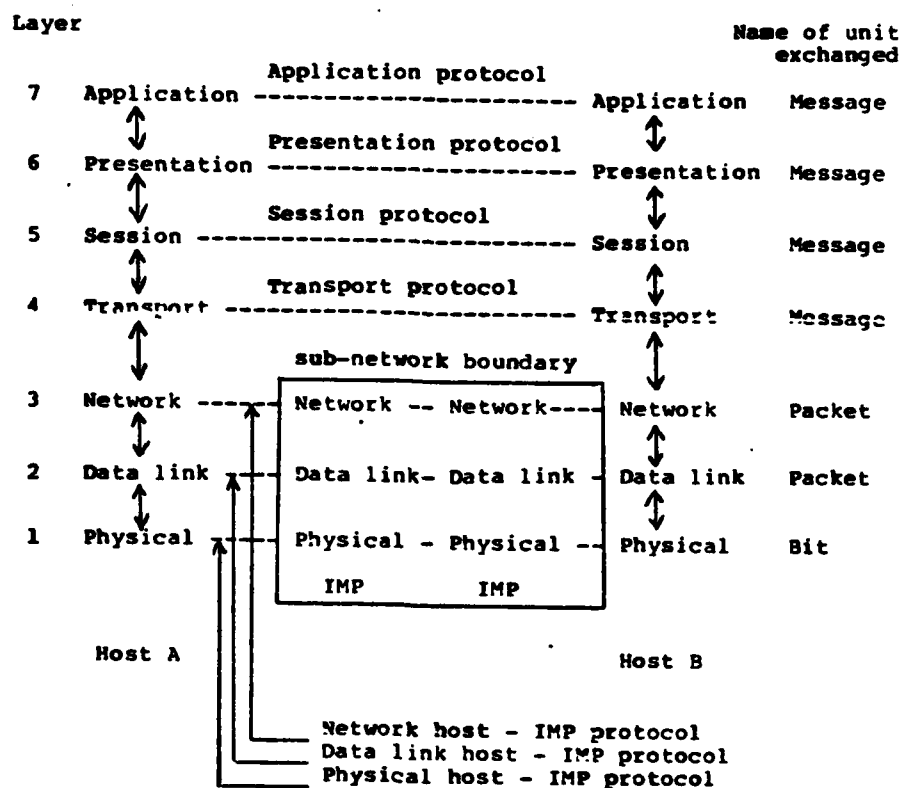 Layer
Name of unit
exchanged
Application protocol
7 Application ----------------------- Application Message
Presentation protocol
6 Presentation ---------------------- Presentation Message
Session protocol
5 Session --------------------------- Session Message
Transport protocol
4 Transport ------------------------- Transport Message
sub-network boundary
3 Network ------ Network -- Network---- Network Packet
2 Data link --- Data link- Data link - Data link Packet
1 Physical ---- Physical - Physical -- Physical Bit
IMP IMP
Host A Host B
Network host - IMP protocol
Data link host - IMP protocol
Physical host - IMP protocol